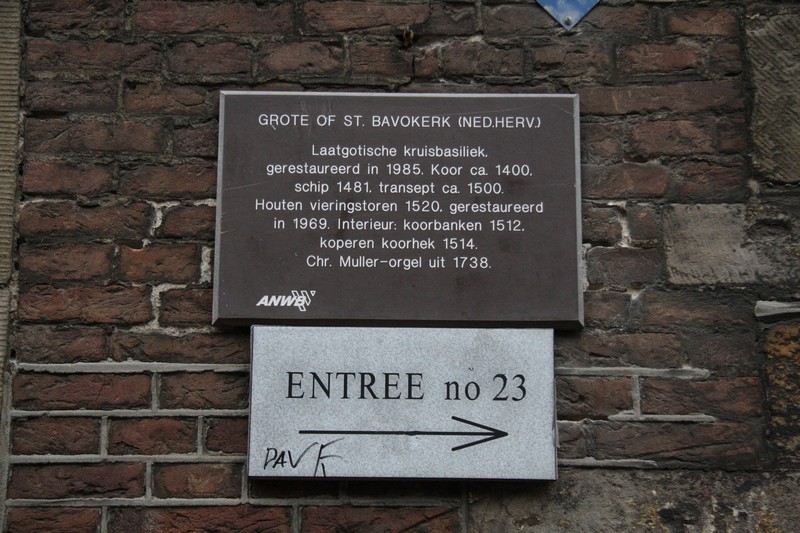 GROTE OF ST. BAVOKERK (NED.HERV.)
Laatgotische kruisbasiliek,
gerestaureerd in 1985. Koor ca. 1400,
schip 1481, transept ca. 1500.
Houten vieringstoren 1520, gerestaureerd
in 1969. Interieur: koorbanken 1512,
koperen koorhek 1514.
Chr. Muller-orgel uit 1738.
ANWB
ENTREE no 23